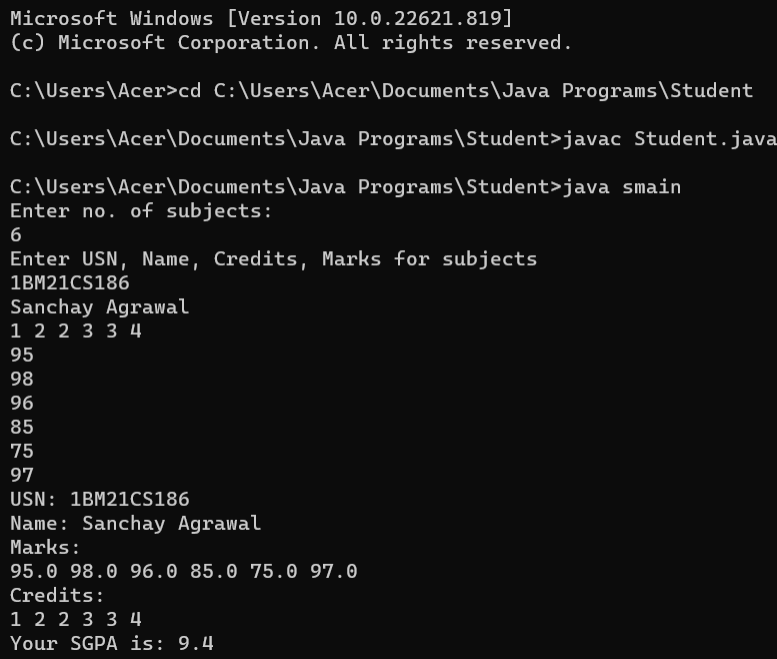 Microsoft Windows [Version 10.0.22621.819]
(c) Microsoft Corporation. All rights reserved.
C:\Users\Acer>cd C:\Users\Acer\Documents\Java Programs\Student
C:\Users\Acer\Documents\Java Programs\Student>javac Student.java
C:\Users\Acer\Documents\Java Programs\Student>java smain
Enter no. of subjects:
6
Enter USN, Name, Credits, Marks for subjects
1BM21CS186
Sanchay Agrawal
1 2 2 3 3 4
95
98
96
85
75
97
USN: 1BM21CS186
Name: Sanchay Agrawal
Marks:
95.0 98.0 96.0 85.0 75.0 97.0
Credits:
1 2 2 3 3 4
Your SGPA is: 9.4